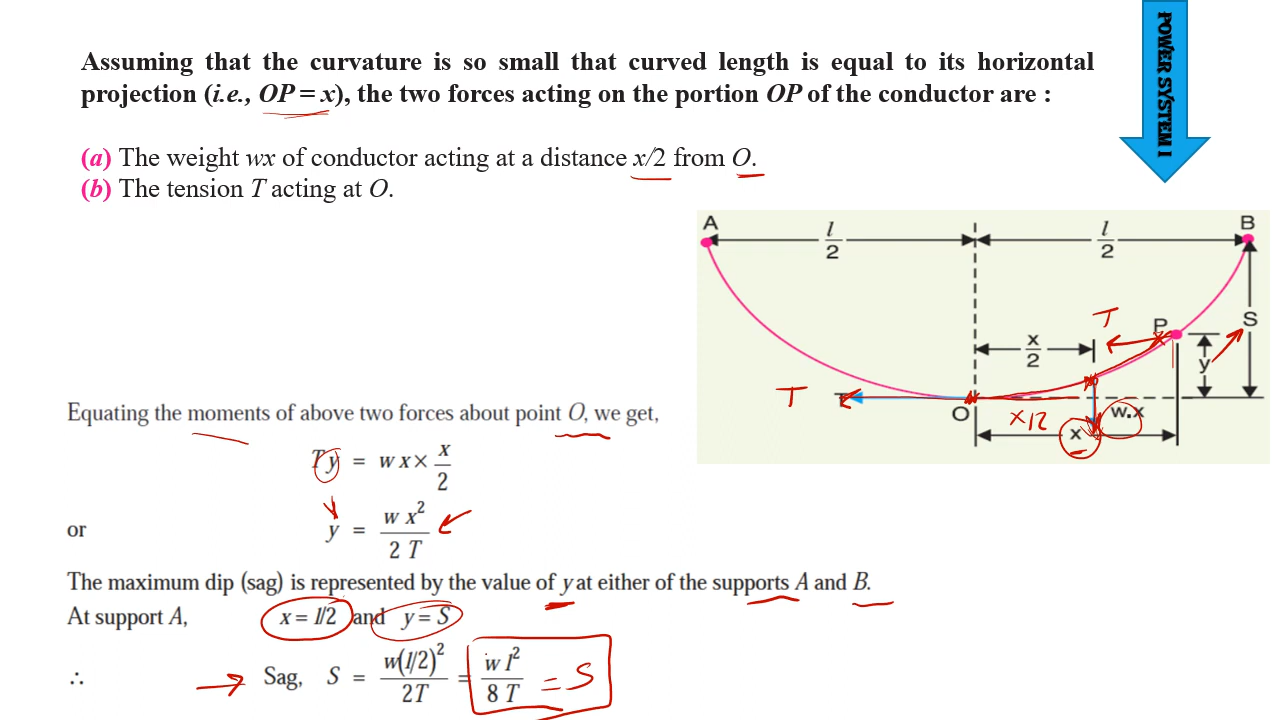 Assuming that the curvature is so small that curved length is equal to its horizontal
projection (i.e., OP = x), the two forces acting on the portion OP of the conductor are :
(a) The weight wx of conductor acting at a distance x/2 from O.
(b) The tension T acting at O.
POWER SYSTEM I
A
l/2
l/2
B
T
P
S
x/2
y
T
O
x/2
w.x
x
Equating the moments of above two forces about point O, we get,
Ty = w x × x/2
or y = w x²/2 T
The maximum dip (sag) is represented by the value of y at either of the supports A and B.
At support A, x = l/2 and y = S
∴ Sag, S = w(l/2)²/2T = w l²/8 T = S